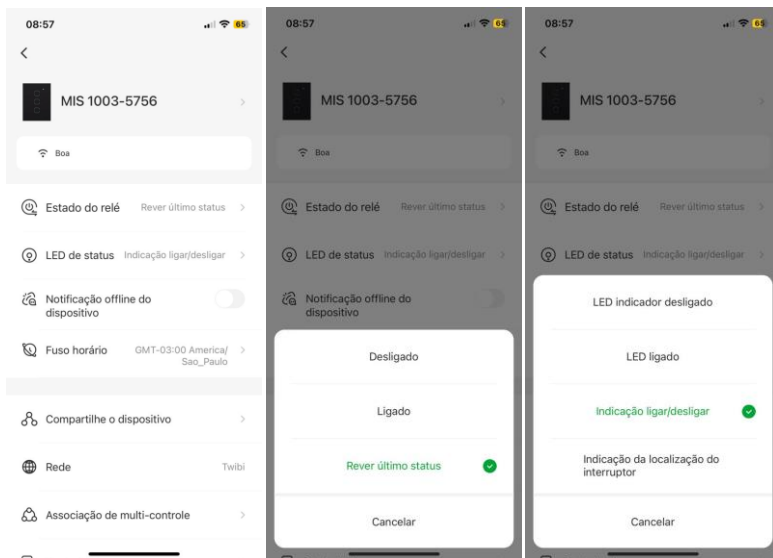 08:57
65
MIS 1003-5756
Boa
Estado do relé Rever último status
LED de status Indicação ligar/desligar
Notificação offline do
dispositivo
Fuso horário GMT-03:00 America/
Sao_Paulo
Compartilhe o dispositivo
Rede Twibi
Associação de multi-controle
08:57
65
MIS 1003-5756
Boa
Estado do relé Rever último status
LED de status Indicação ligar/desligar
Notificação offline do
dispositivo
Desligado
Ligado
Rever último status
Cancelar
08:57
65
MIS 1003-5756
Boa
Estado do relé Rever último status
LED de status Indicação ligar/desligar
LED indicador desligado
LED ligado
Indicação ligar/desligar
Indicação da localização do
interruptor
Cancelar